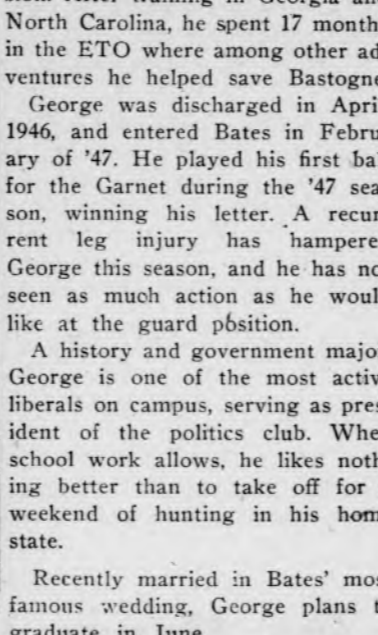 North Carolina, he spent 17 month
in the ETO where among other ad
ventures he helped save Bastogne
George was discharged in Apri
1946, and entered Bates in Febru
ary of '47. He played his first ba
for the Garnet during the '47 sea
son, winning his letter. A recur
rent leg injury has hampere
George this season, and he has no
seen as much action as he woul
like at the guard position.
A history and government major
George is one of the most activ
liberals on campus, serving as pres
ident of the politics club. Whe
school work allows, he likes noth
ing better than to take off for
weekend of hunting in his hom
state.
Recently married in Bates' mos
famous wedding, George plans t
graduate in June